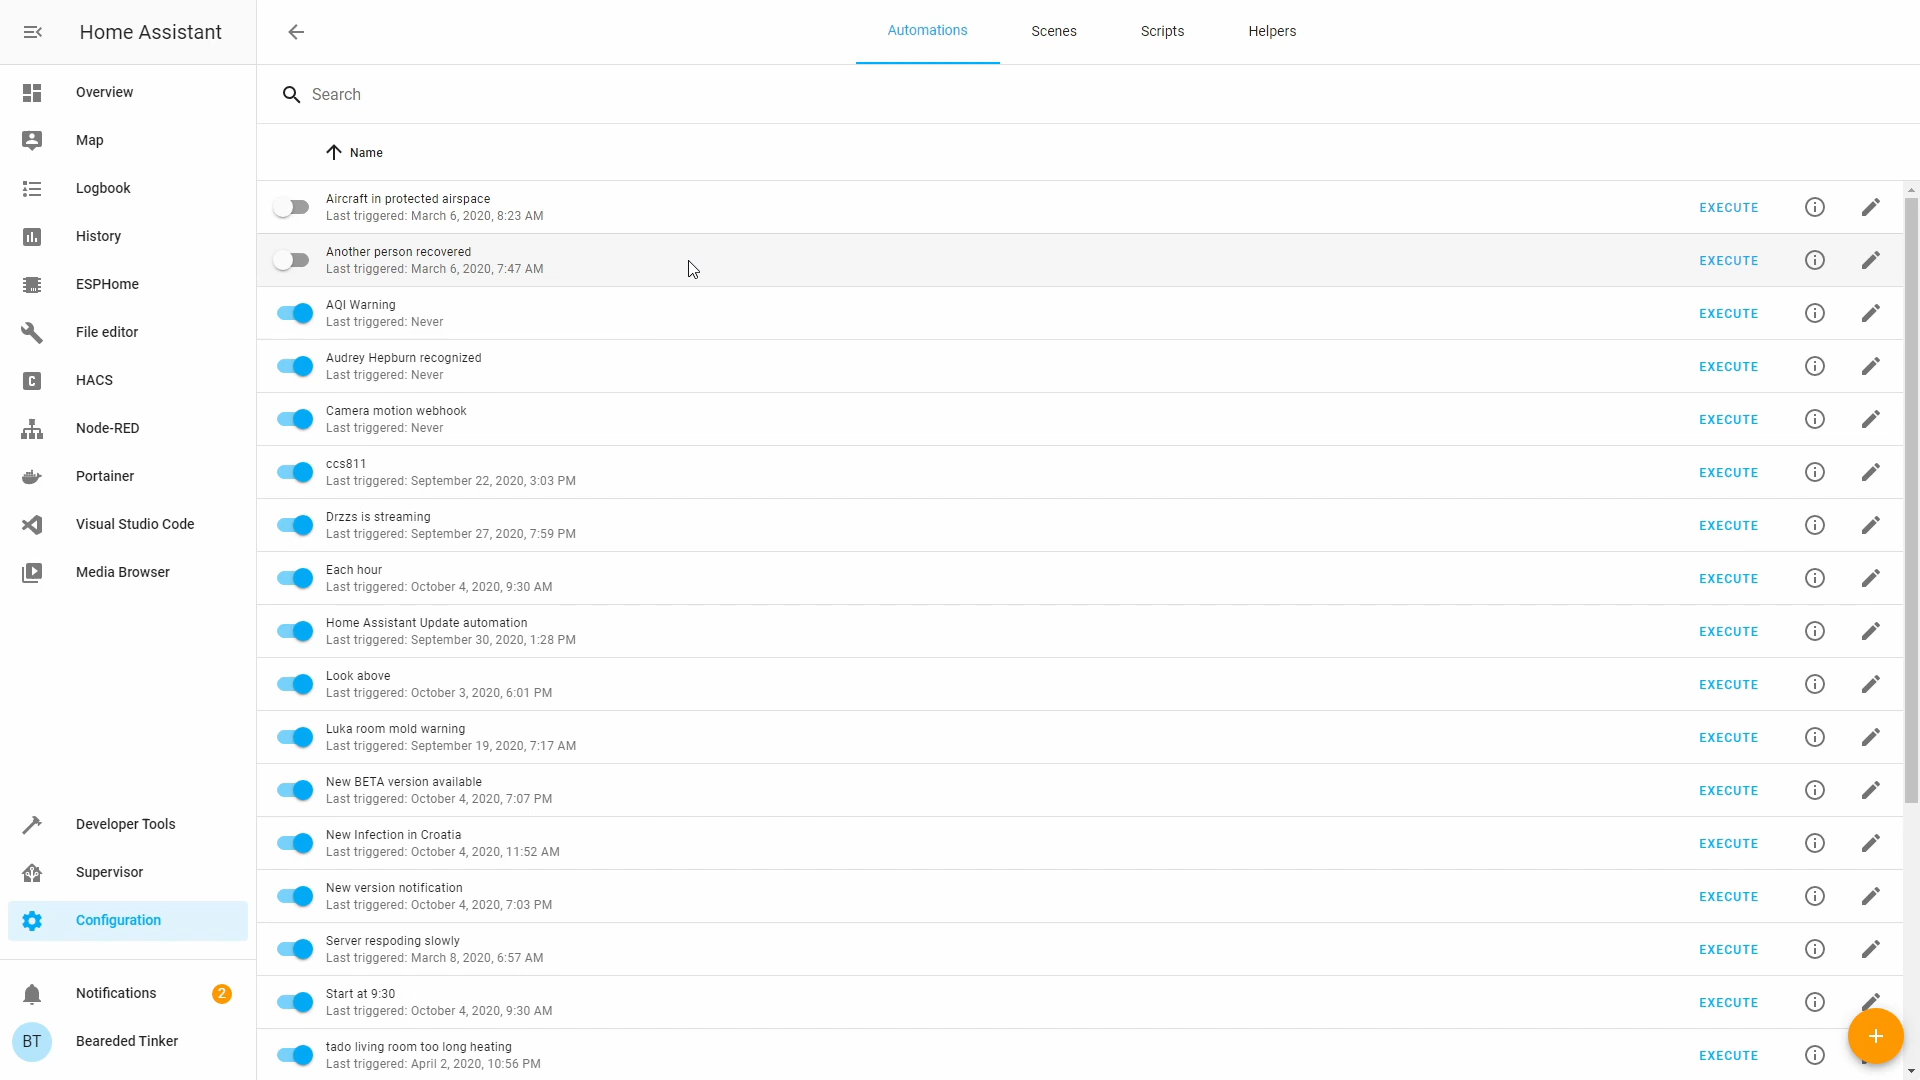 Home Assistant
Overview
Map
Logbook
History
ESPHome
File editor
HACS
Node-RED
Portainer
Visual Studio Code
Media Browser
Developer Tools
Supervisor
Configuration
Notifications 2
BT Beareded Tinker
Automations Scenes Scripts Helpers
Search
Name
Aircraft in protected airspace
Last triggered: March 6, 2020, 8:23 AM
EXECUTE
Another person recovered
Last triggered: March 6, 2020, 7:47 AM
EXECUTE
AQI Warning
Last triggered: Never
EXECUTE
Audrey Hepburn recognized
Last triggered: Never
EXECUTE
Camera motion webhook
Last triggered: Never
EXECUTE
ccs811
Last triggered: September 22, 2020, 3:03 PM
EXECUTE
Drzzs is streaming
Last triggered: September 27, 2020, 7:59 PM
EXECUTE
Each hour
Last triggered: October 4, 2020, 9:30 AM
EXECUTE
Home Assistant Update automation
Last triggered: September 30, 2020, 1:28 PM
EXECUTE
Look above
Last triggered: October 3, 2020, 6:01 PM
EXECUTE
Luka room mold warning
Last triggered: September 19, 2020, 7:17 AM
EXECUTE
New BETA version available
Last triggered: October 4, 2020, 7:07 PM
EXECUTE
New Infection in Croatia
Last triggered: October 4, 2020, 11:52 AM
EXECUTE
New version notification
Last triggered: October 4, 2020, 7:03 PM
EXECUTE
Server respoding slowly
Last triggered: March 8, 2020, 6:57 AM
EXECUTE
Start at 9:30
Last triggered: October 4, 2020, 9:30 AM
EXECUTE
tado living room too long heating
Last triggered: April 2, 2020, 10:56 PM
EXECUTE